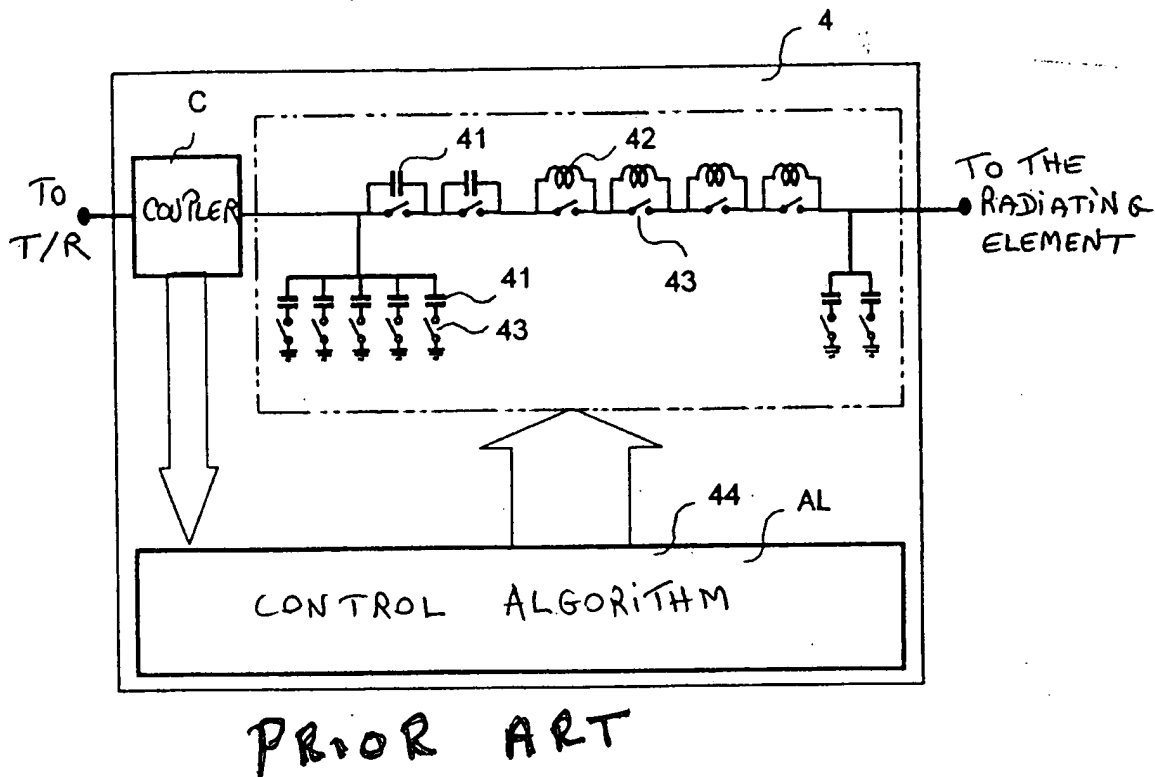 4
C
41
42
TO
T/R
COUPLER
TO THE
RADIATING
ELEMENT
43
41
43
44
AL
CONTROL ALGORITHM
PRIOR ART